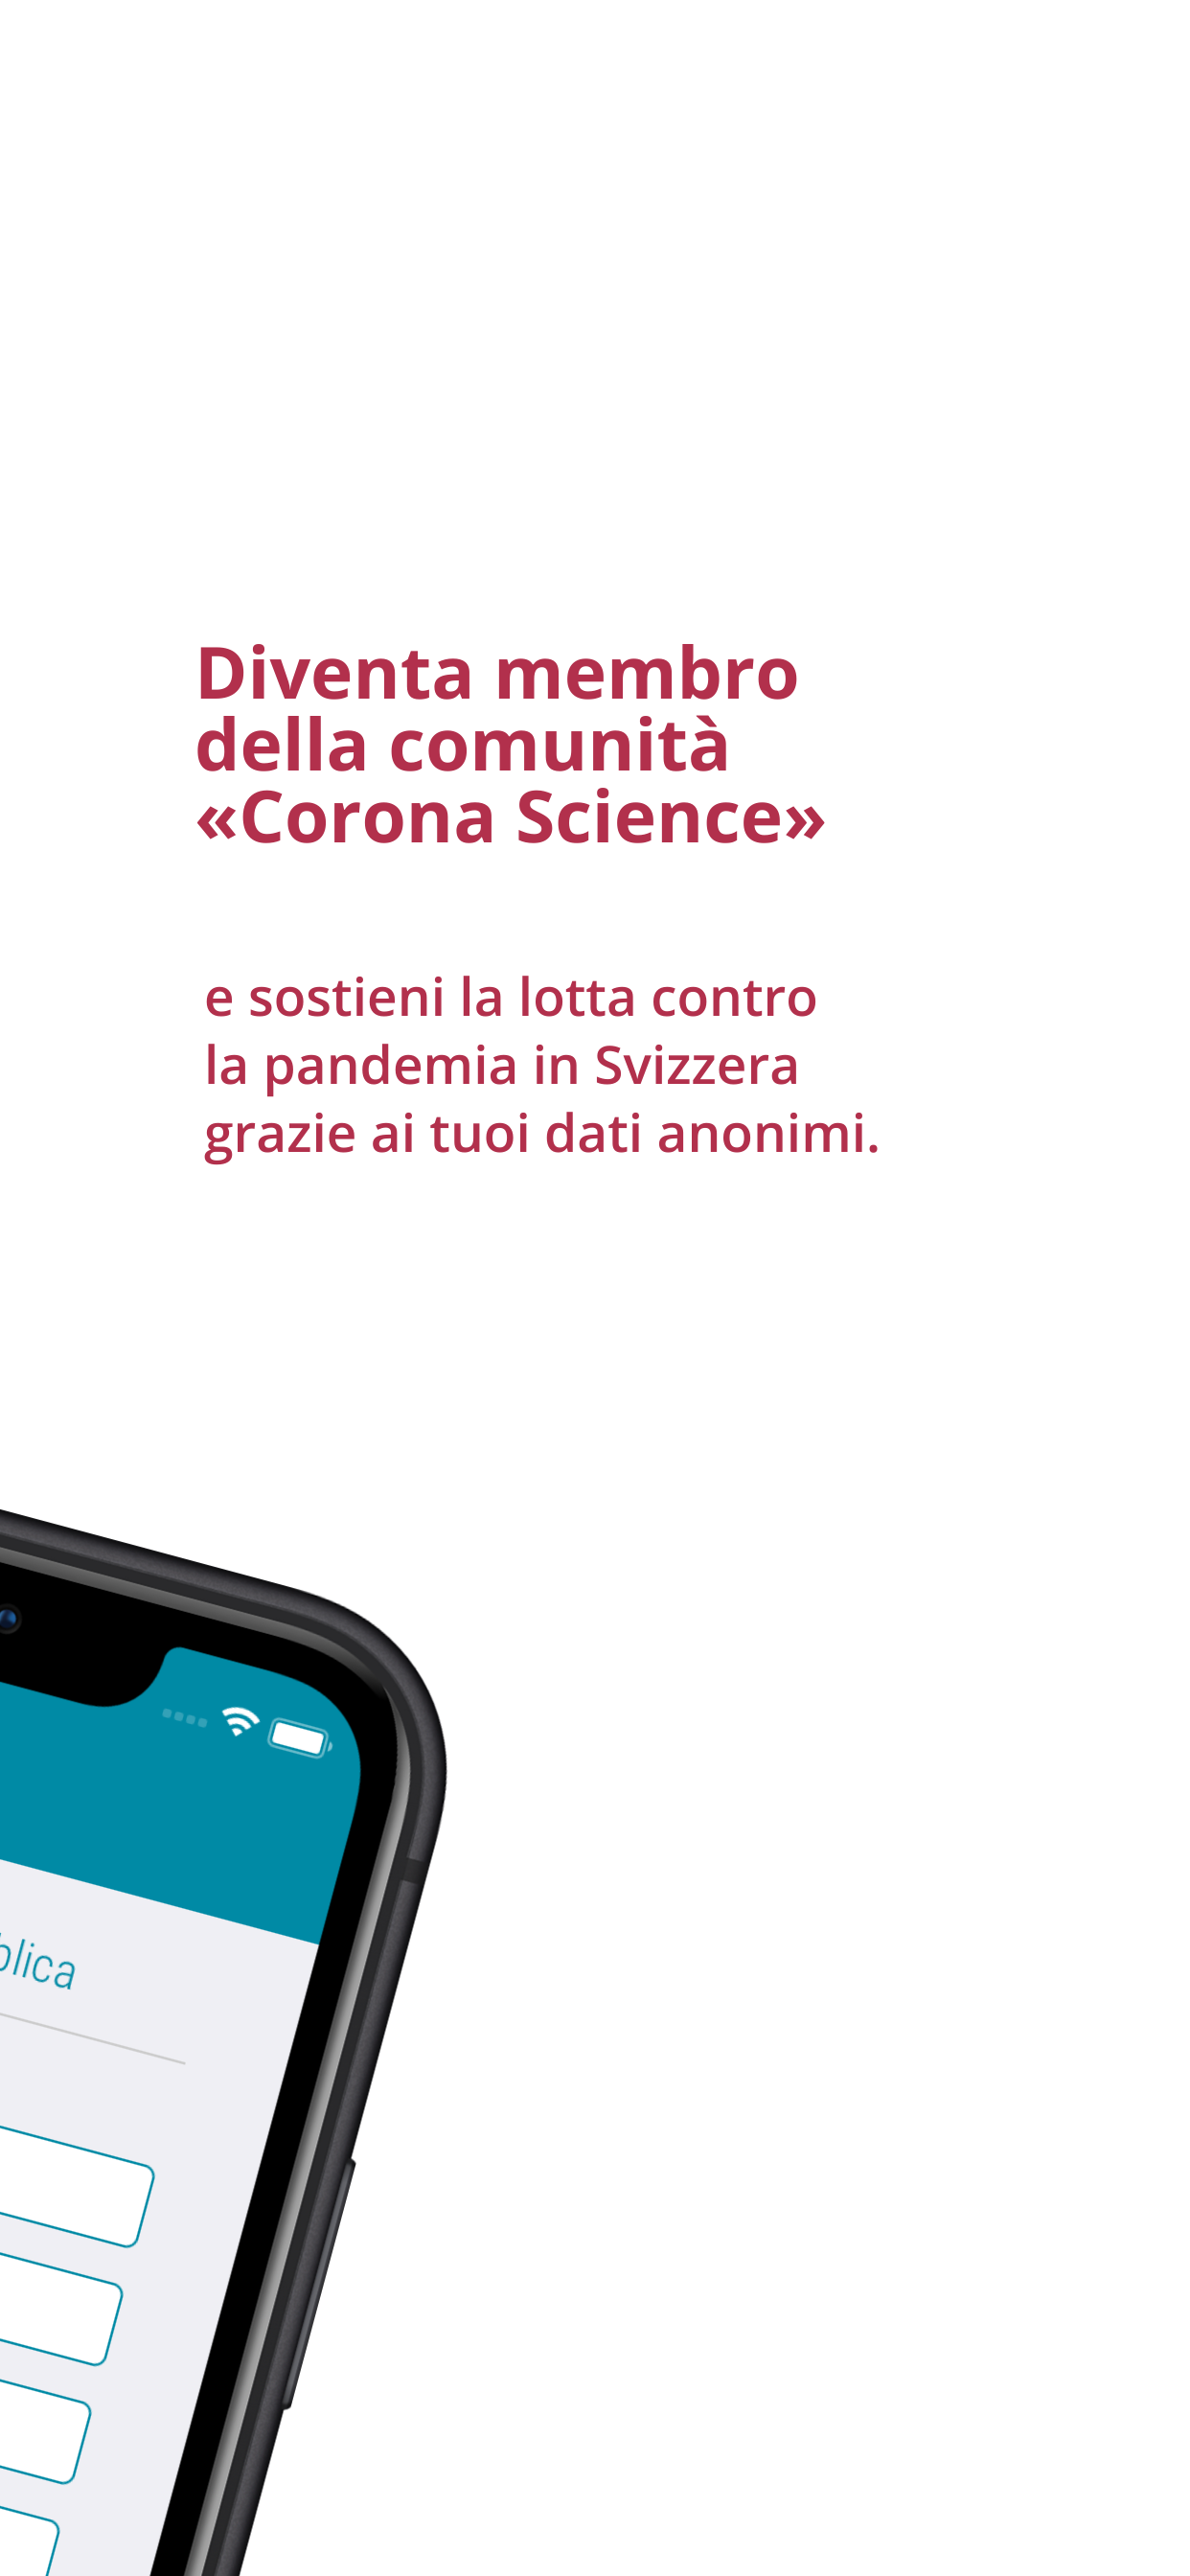 Diventa membro
della comunità
«Corona Science»
e sostieni la lotta contro
la pandemia in Svizzera
grazie ai tuoi dati anonimi.
blica